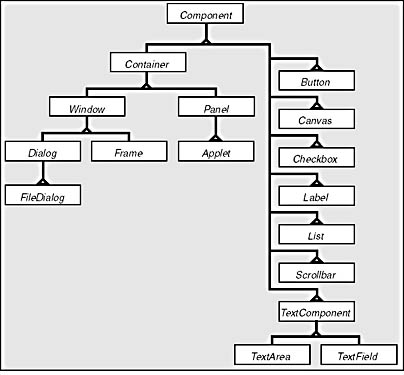 Component
Container
Button
Window
Panel
Canvas
Dialog
Frame
Applet
Checkbox
FileDialog
Label
List
Scrollbar
TextComponent
TextArea
TextField